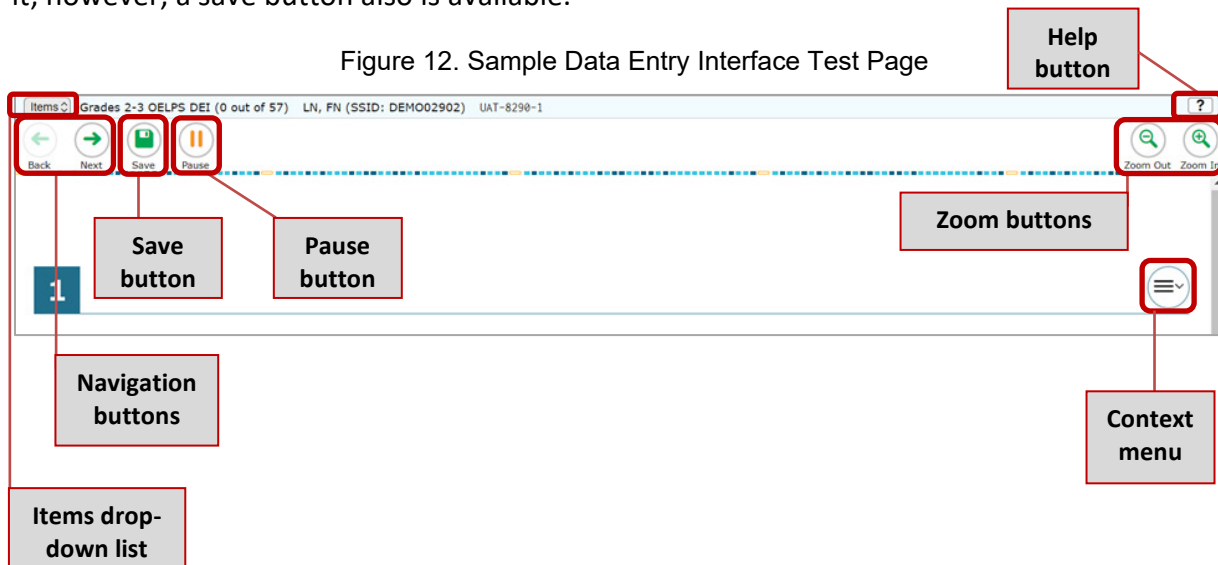 it, however, a save button also is available.
Figure 12. Sample Data Entry Interface Test Page
Help
button
Items Grades 2-3 OELPS DEI (0 out of 57) LN, FN (SSID: DEMO02902) UAT-8290-1 ?
Back Next Save Pause Zoom Out Zoom In
Save
button
Pause
button
Zoom buttons
1
Navigation
buttons
Context
menu
Items drop-
down list